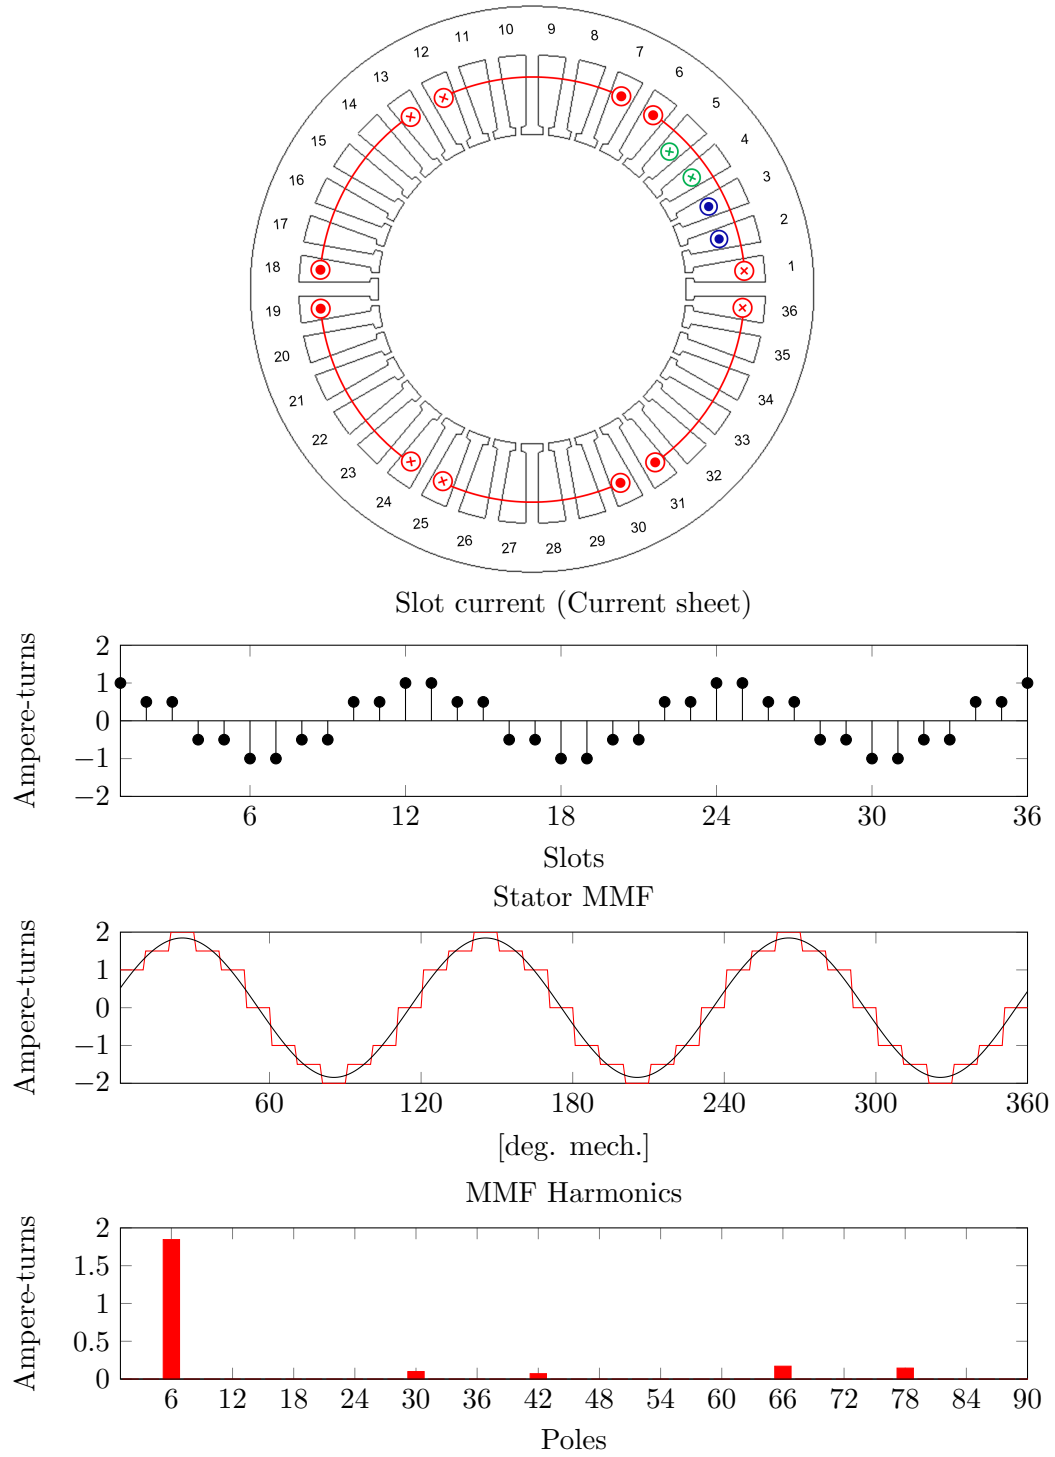 10 9
11 8
12 7
13 6
14 5
15 4
16 3
17 2
18 1
19 36
20 35
21 34
22 33
23 32
24 31
25 30
26 27 28 29
Slot current (Current sheet)
Ampere-turns
2
1
0
−1
−2
6 12 18 24 30 36
Slots
Stator MMF
Ampere-turns
2
1
0
−1
−2
60 120 180 240 300 360
[deg. mech.]
MMF Harmonics
Ampere-turns
2
1.5
1
0.5
0
6 12 18 24 30 36 42 48 54 60 66 72 78 84 90
Poles